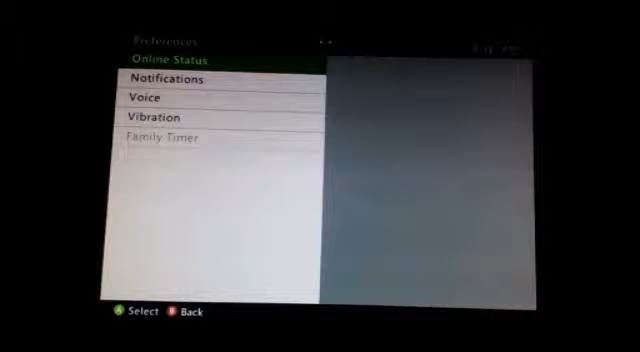 Preferences
Online Status
Notifications
Voice
Vibration
Family Timer
A Select B Back